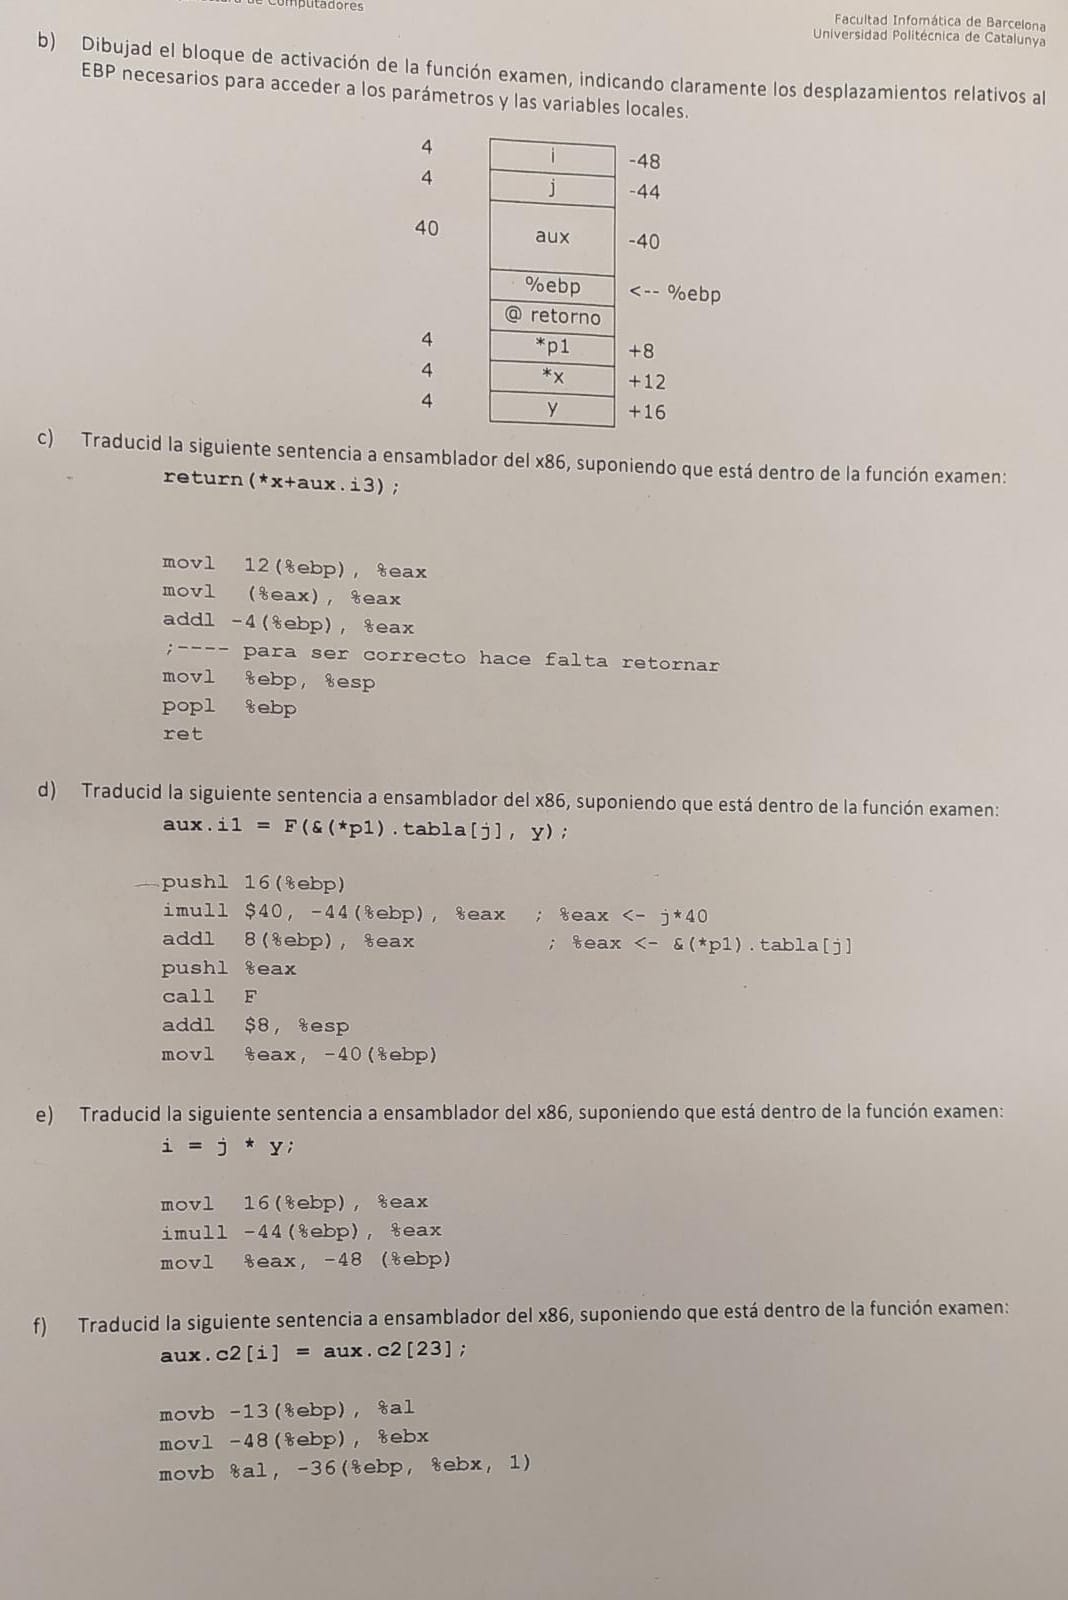 de Computadores
Facultad Infomática de Barcelona
Universidad Politécnica de Catalunya
b) Dibujad el bloque de activación de la función examen, indicando claramente los desplazamientos relativos al
EBP necesarios para acceder a los parámetros y las variables locales.
4 i -48
4 j -44
40 aux -40
%ebp <-- %ebp
@ retorno
4 *p1 +8
4 *x +12
4 y +16
c) Traducid la siguiente sentencia a ensamblador del x86, suponiendo que está dentro de la función examen:
return(*x+aux.i3);
movl 12(%ebp), %eax
movl (%eax), %eax
addl -4(%ebp), %eax
;---- para ser correcto hace falta retornar
movl %ebp, %esp
popl %ebp
ret
d) Traducid la siguiente sentencia a ensamblador del x86, suponiendo que está dentro de la función examen:
aux.i1 = F(&(*p1).tabla[j], y);
pushl 16(%ebp)
imull $40, -44(%ebp), %eax ; %eax <- j*40
addl 8(%ebp), %eax ; %eax <- &(*p1).tabla[j]
pushl %eax
call F
addl $8, %esp
movl %eax, -40(%ebp)
e) Traducid la siguiente sentencia a ensamblador del x86, suponiendo que está dentro de la función examen:
i = j * y;
movl 16(%ebp), %eax
imull -44(%ebp), %eax
movl %eax, -48 (%ebp)
f) Traducid la siguiente sentencia a ensamblador del x86, suponiendo que está dentro de la función examen:
aux.c2[i] = aux.c2[23];
movb -13(%ebp), %al
movl -48(%ebp), %ebx
movb %al, -36(%ebp, %ebx, 1)